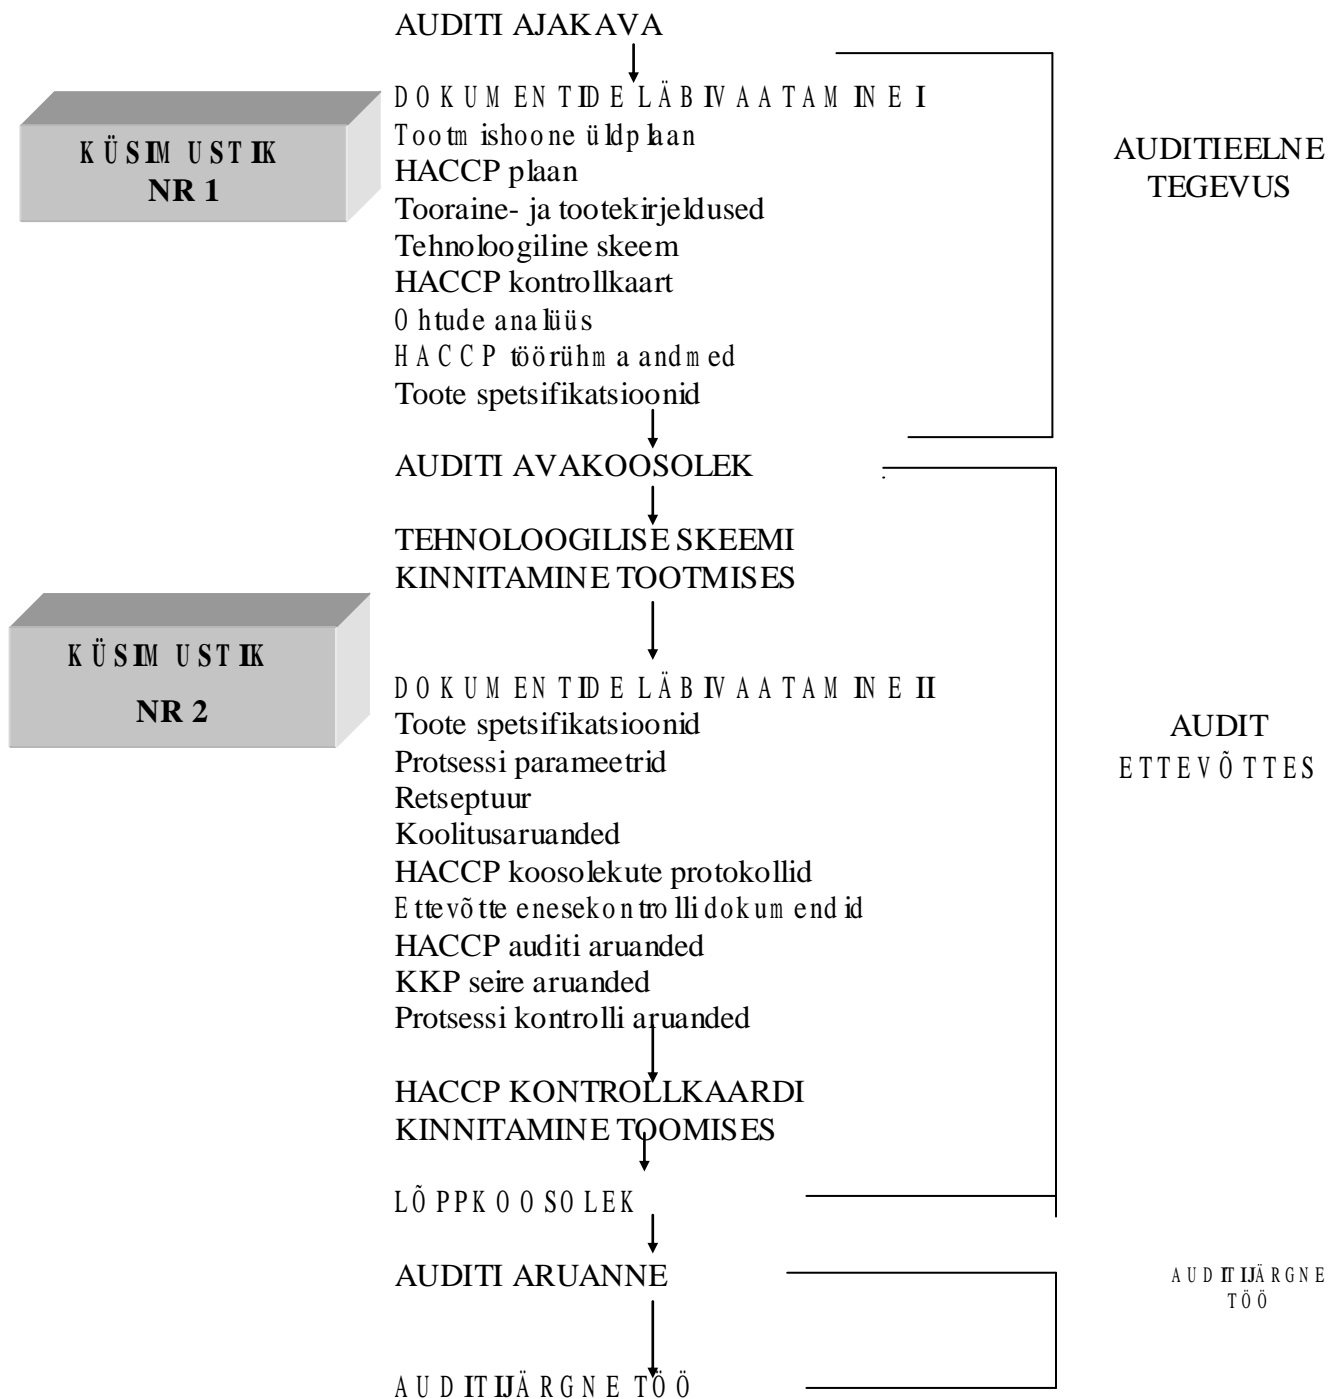 AUDITI AJAKAVA
DOKUMENTIDE LÄBIVAATAMINE I
Tootmishoone üldplaan
HACCP plaan
Tooraine- ja tootekirjeldused
Tehnoloogiline skeem
HACCP kontrollkaart
Ohtude analüüs
HACCP töörühma andmed
Toote spetsifikatsioonid
KÜSIMUSTIK
NR 1
AUDITIEELNE
TEGEVUS
AUDITI AVAKOOSOLEK
TEHNOLOOGILISE SKEEMI
KINNITAMINE TOOTMISES
KÜSIMUSTIK
NR 2
DOKUMENTIDE LÄBIVAATAMINE II
Toote spetsifikatsioonid
Protsessi parameetrid
Retseptuur
Koolitusaruanded
HACCP koosolekute protokollid
Ettevõtte enesekontrolli dokumendid
HACCP auditi aruanded
KKP seire aruanded
Protsessi kontrolli aruanded
AUDIT
ETTEVÕTTES
HACCP KONTROLLKAARDI
KINNITAMINE TOOMISES
LÕPPKOOSOLEK
AUDITI ARUANNE
AUDITIJÄRGNE
TÖÖ
AUDITIJÄRGNE TÖÖ